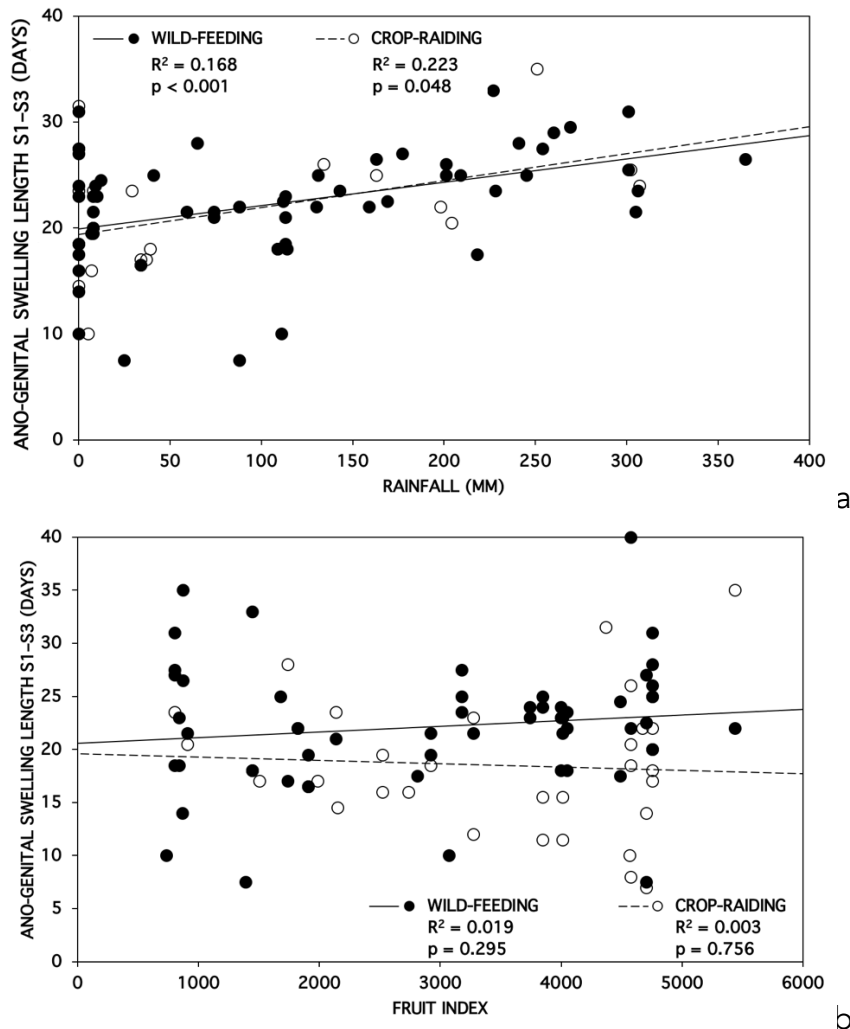 40
30
20
10
0
ANO-GENITAL SWELLING LENGTH S1–S3 (DAYS)
WILD-FEEDING
R² = 0.168
p < 0.001
CROP-RAIDING
R² = 0.223
p = 0.048
0 50 100 150 200 250 300 350 400
RAINFALL (MM)
a
40
35
30
25
20
15
10
5
0
ANO-GENITAL SWELLING LENGTH S1–S3 (DAYS)
WILD-FEEDING
R² = 0.019
p = 0.295
CROP-RAIDING
R² = 0.003
p = 0.756
0 1000 2000 3000 4000 5000 6000
FRUIT INDEX
b